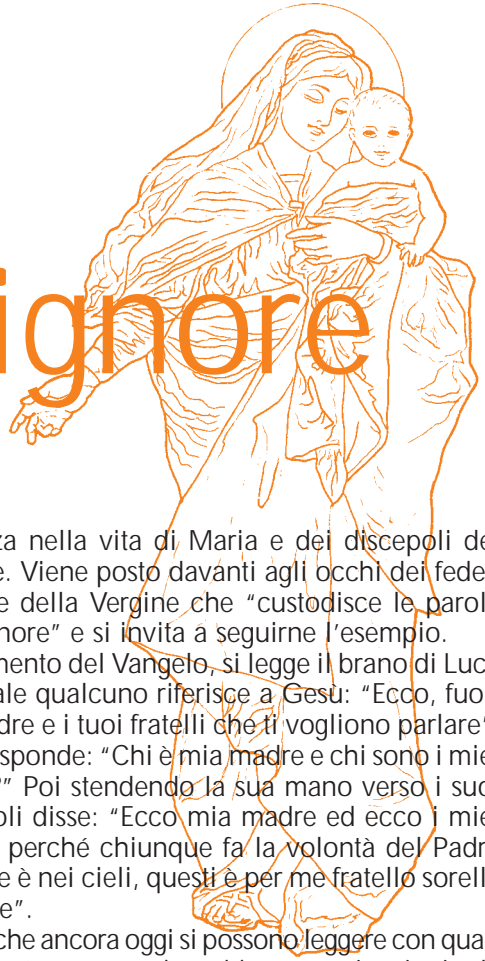 ignore
za nella vita di Maria e dei discepoli de
e. Viene posto davanti agli occhi dei fede
e della Vergine che “custodisce le parol
nore” e si invita a seguirne l’esempio.
mento del Vangelo, si legge il brano di Luc
ale qualcuno riferisce a Gesù: “Ecco, fuo
dre e i tuoi fratelli che ti vogliono parlare”
sponde: “Chi è mia madre e chi sono i mie
?” Poi stendendo la sua mano verso i suo
oli disse: “Ecco mia madre ed ecco i mie
perché chiunque fa la volontà del Padr
e è nei cieli, questi è per me fratello sorell
e”.
che ancora oggi si possono leggere con qua